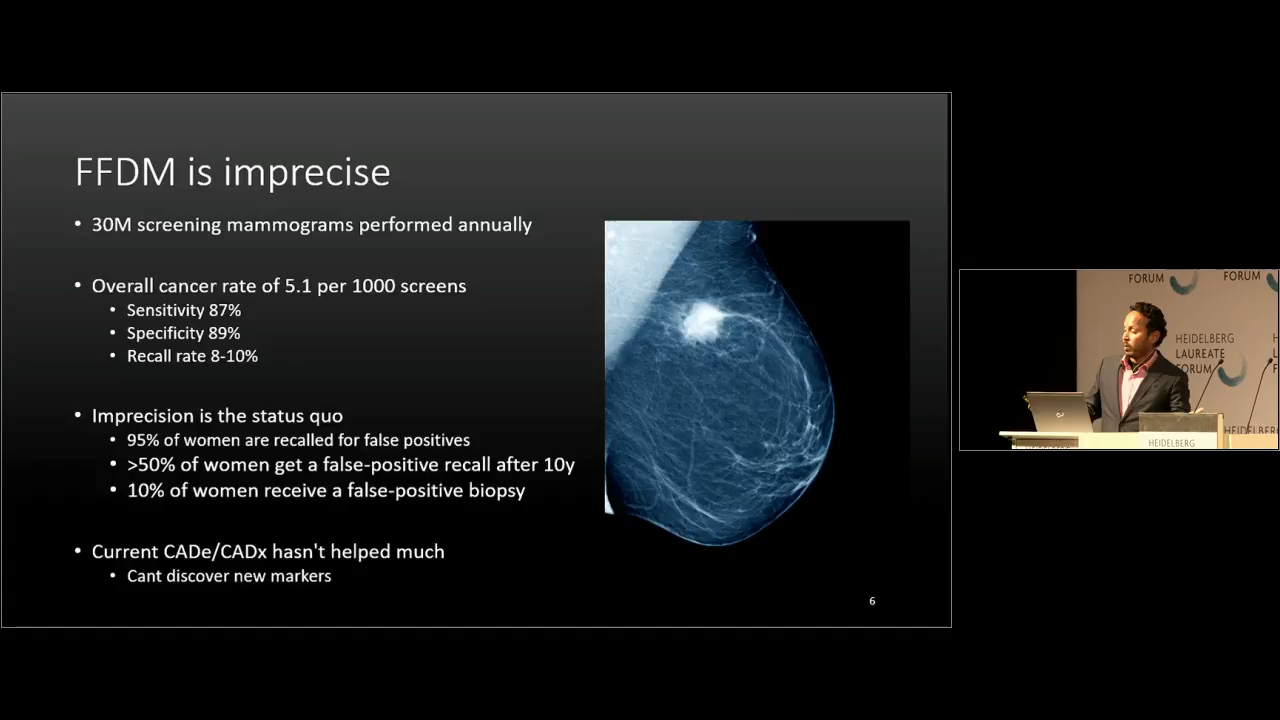 FFDM is imprecise
• 30M screening mammograms performed annually
• Overall cancer rate of 5.1 per 1000 screens
• Sensitivity 87%
• Specificity 89%
• Recall rate 8-10%
• Imprecision is the status quo
• 95% of women are recalled for false positives
• >50% of women get a false-positive recall after 10y
• 10% of women receive a false-positive biopsy
• Current CADe/CADx hasn't helped much
• Cant discover new markers
6
FORUM
FORUM
HEIDELBERG
LAUREATE
FORUM
HEIDELBERG
HEIDELBERG